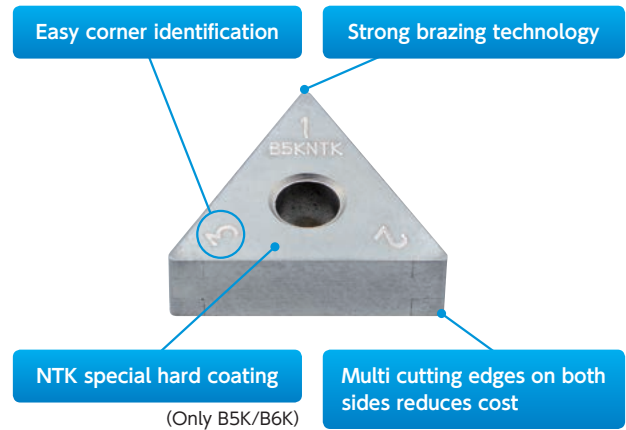 Easy corner identification
Strong brazing technology
1
B5KNTK
3
2
NTK special hard coating
(Only B5K/B6K)
Multi cutting edges on both
sides reduces cost